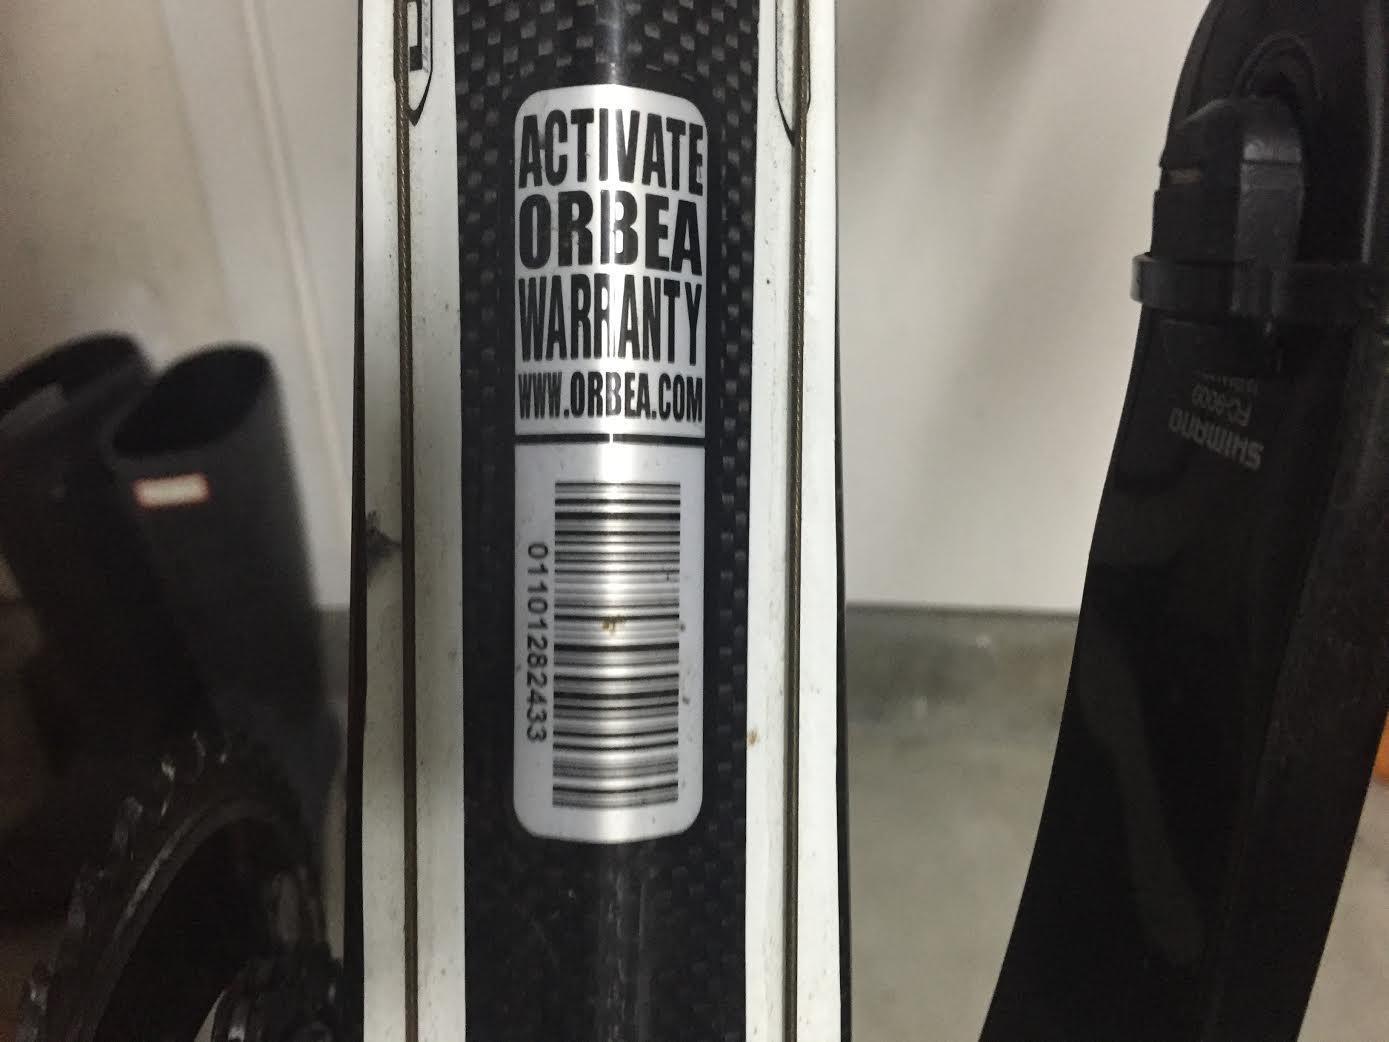 ACTIVATE
ORBEA
WARRANTY
WWW.ORBEA.COM
01101282433
SHIMANO